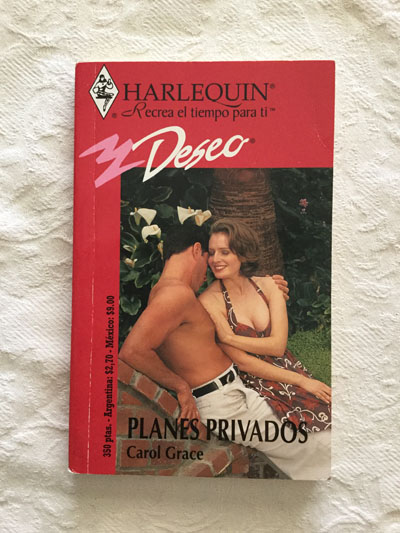 HARLEQUIN®
® Recrea el tiempo para ti™
Deseo®
350 ptas. - Argentina: $2,70 - México: $9.00
PLANES PRIVADOS
Carol Grace